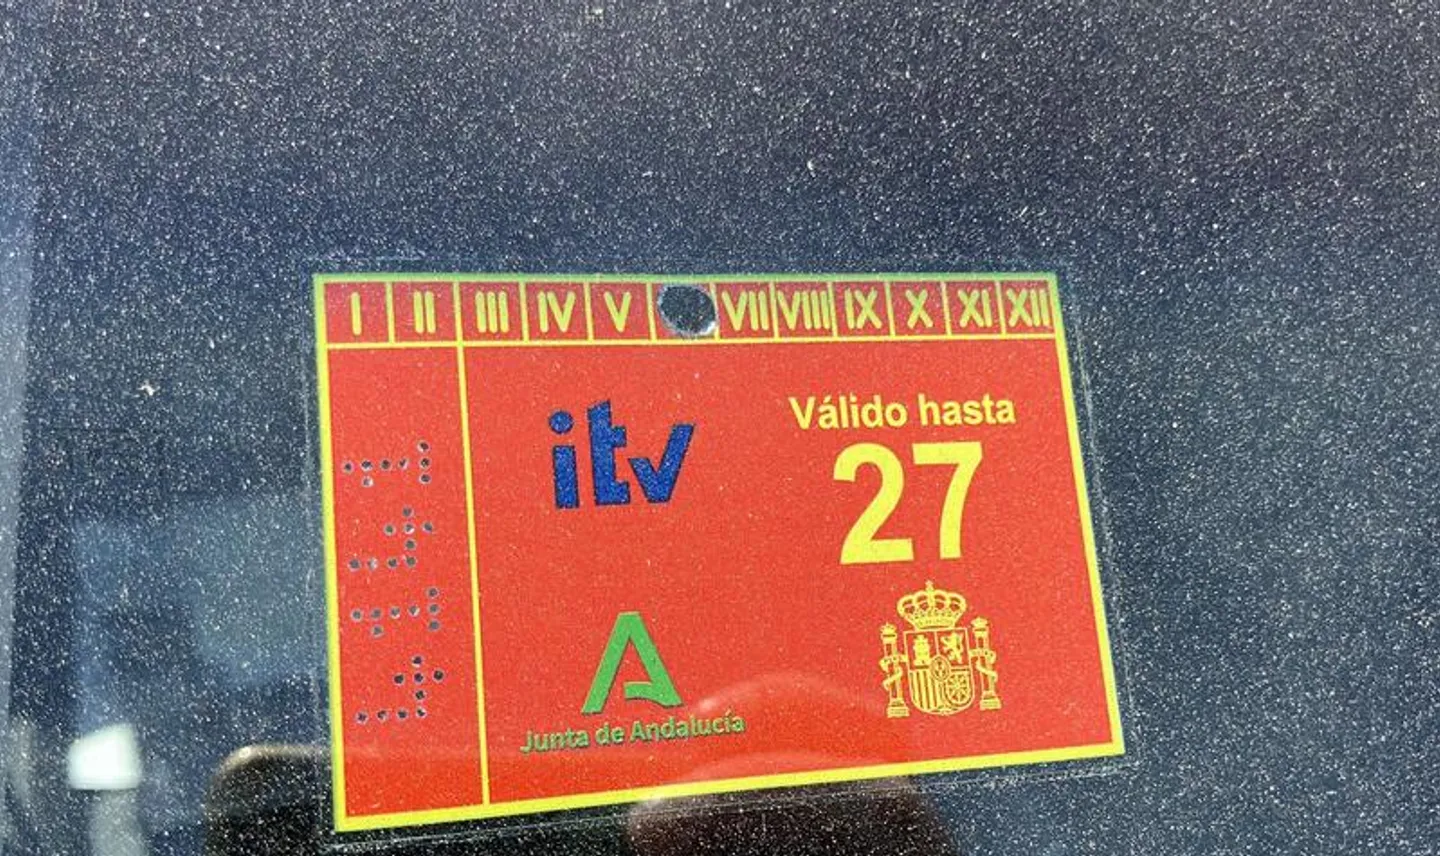 I II III IV V VII VIII IX X XI XII
itv
Válido hasta
27
Junta de Andalucía